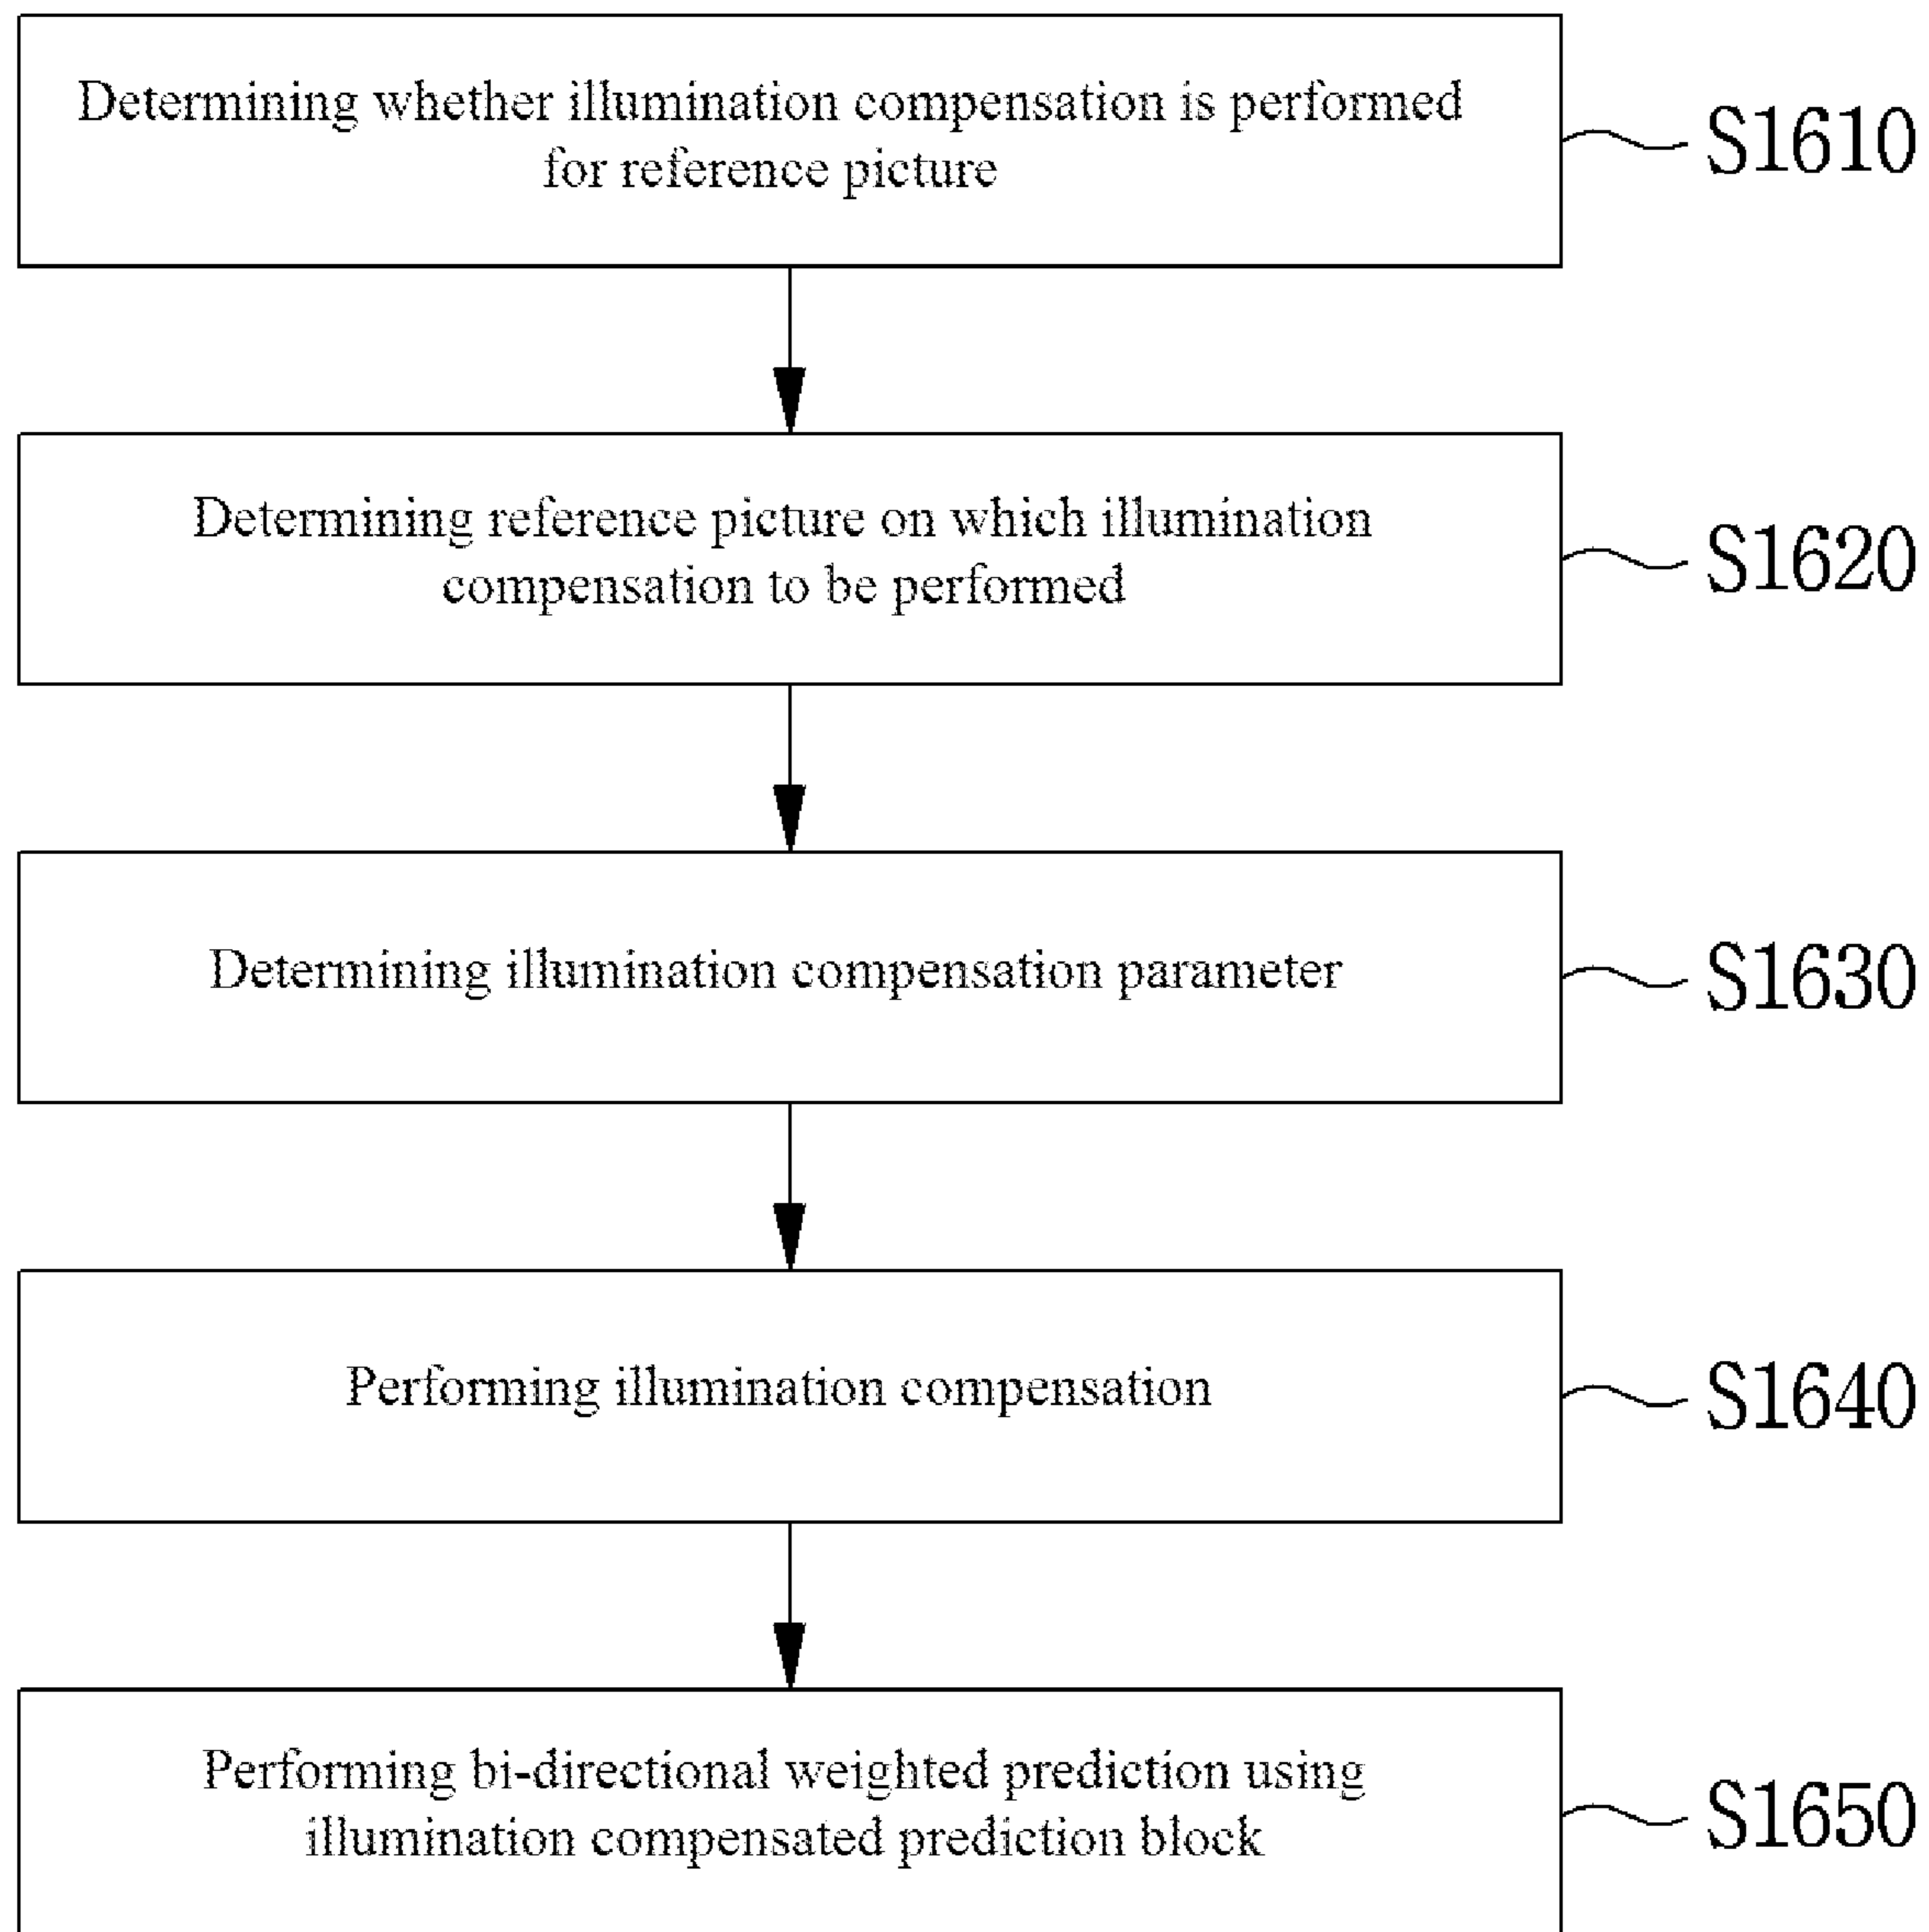 Determining whether illumination compensation is performed
for reference picture
S1610
Determining reference picture on which illumination
compensation to be performed
S1620
Determining illumination compensation parameter
S1630
Performing illumination compensation
S1640
Performing bi-directional weighted prediction using
illumination compensated prediction block
S1650